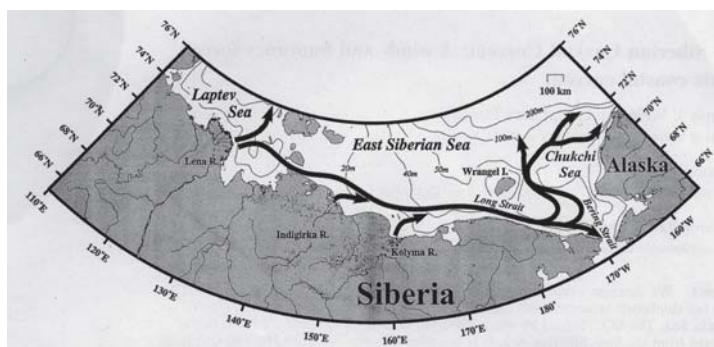 Siberian
76°N
74°N
72°N
70°N
68°N
66°N
110°E
120°E
130°E
140°E
150°E
160°E
170°E
180°
170°W
160°W
66°N
68°N
70°N
72°N
74°N
76°N
Laptev
Sea
East Siberian Sea
Chukchi
Sea
Alaska
100 km
200m
100m
20m
40m
50m
Wrangel I.
Long Strait
Bering Strait
Lena R.
Indigirka R.
Kolyma R.
Siberia